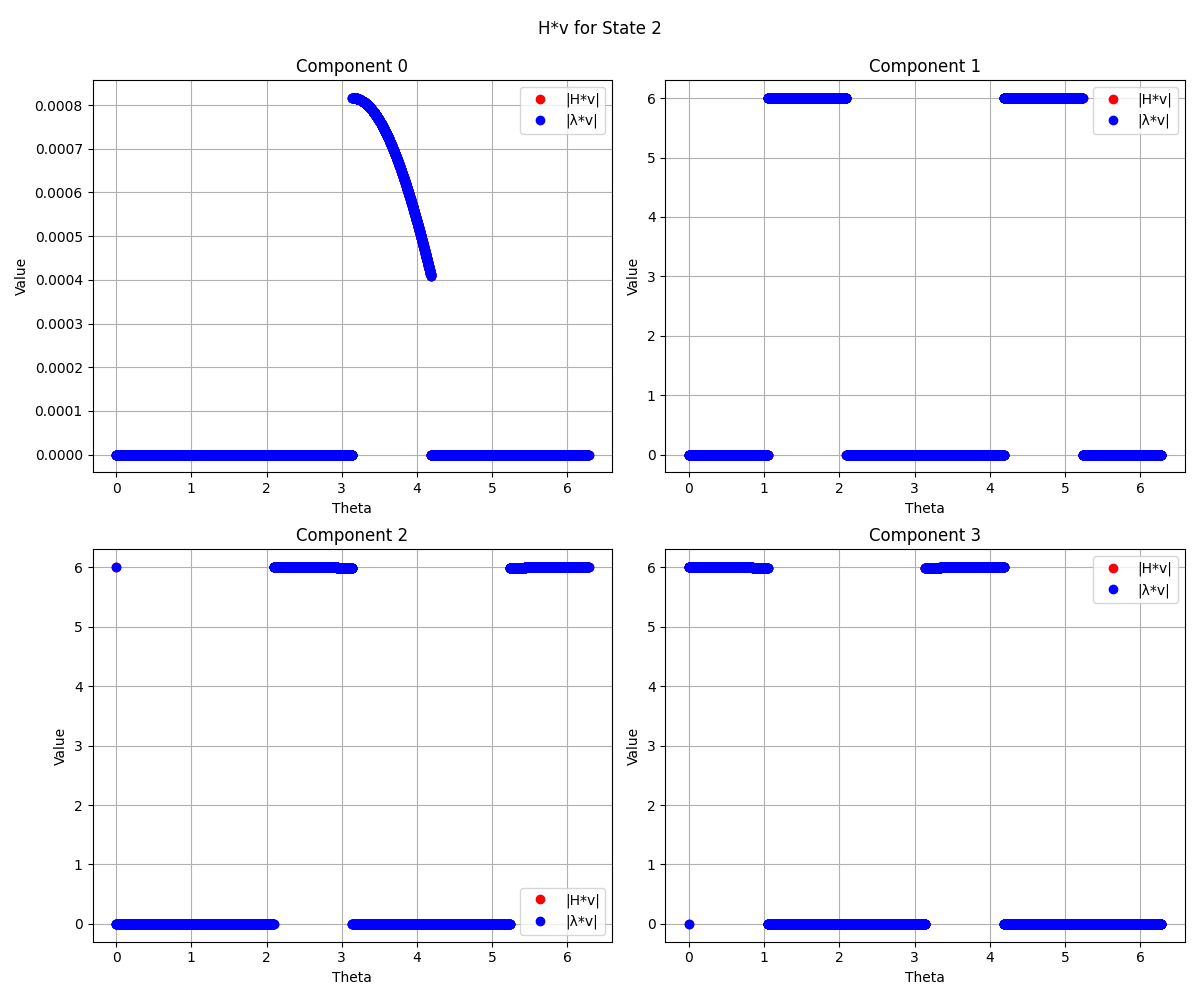 H*v for State 2
Component 0
|H*v|
|λ*v|
Value
0.0008
0.0007
0.0006
0.0005
0.0004
0.0003
0.0002
0.0001
0.0000
0 1 2 3 4 5 6
Theta
Component 1
|H*v|
|λ*v|
Value
6
5
4
3
2
1
0
0 1 2 3 4 5 6
Theta
Component 2
Value
6
5
4
3
2
1
0
|H*v|
|λ*v|
0 1 2 3 4 5 6
Theta
Component 3
|H*v|
|λ*v|
Value
6
5
4
3
2
1
0
0 1 2 3 4 5 6
Theta